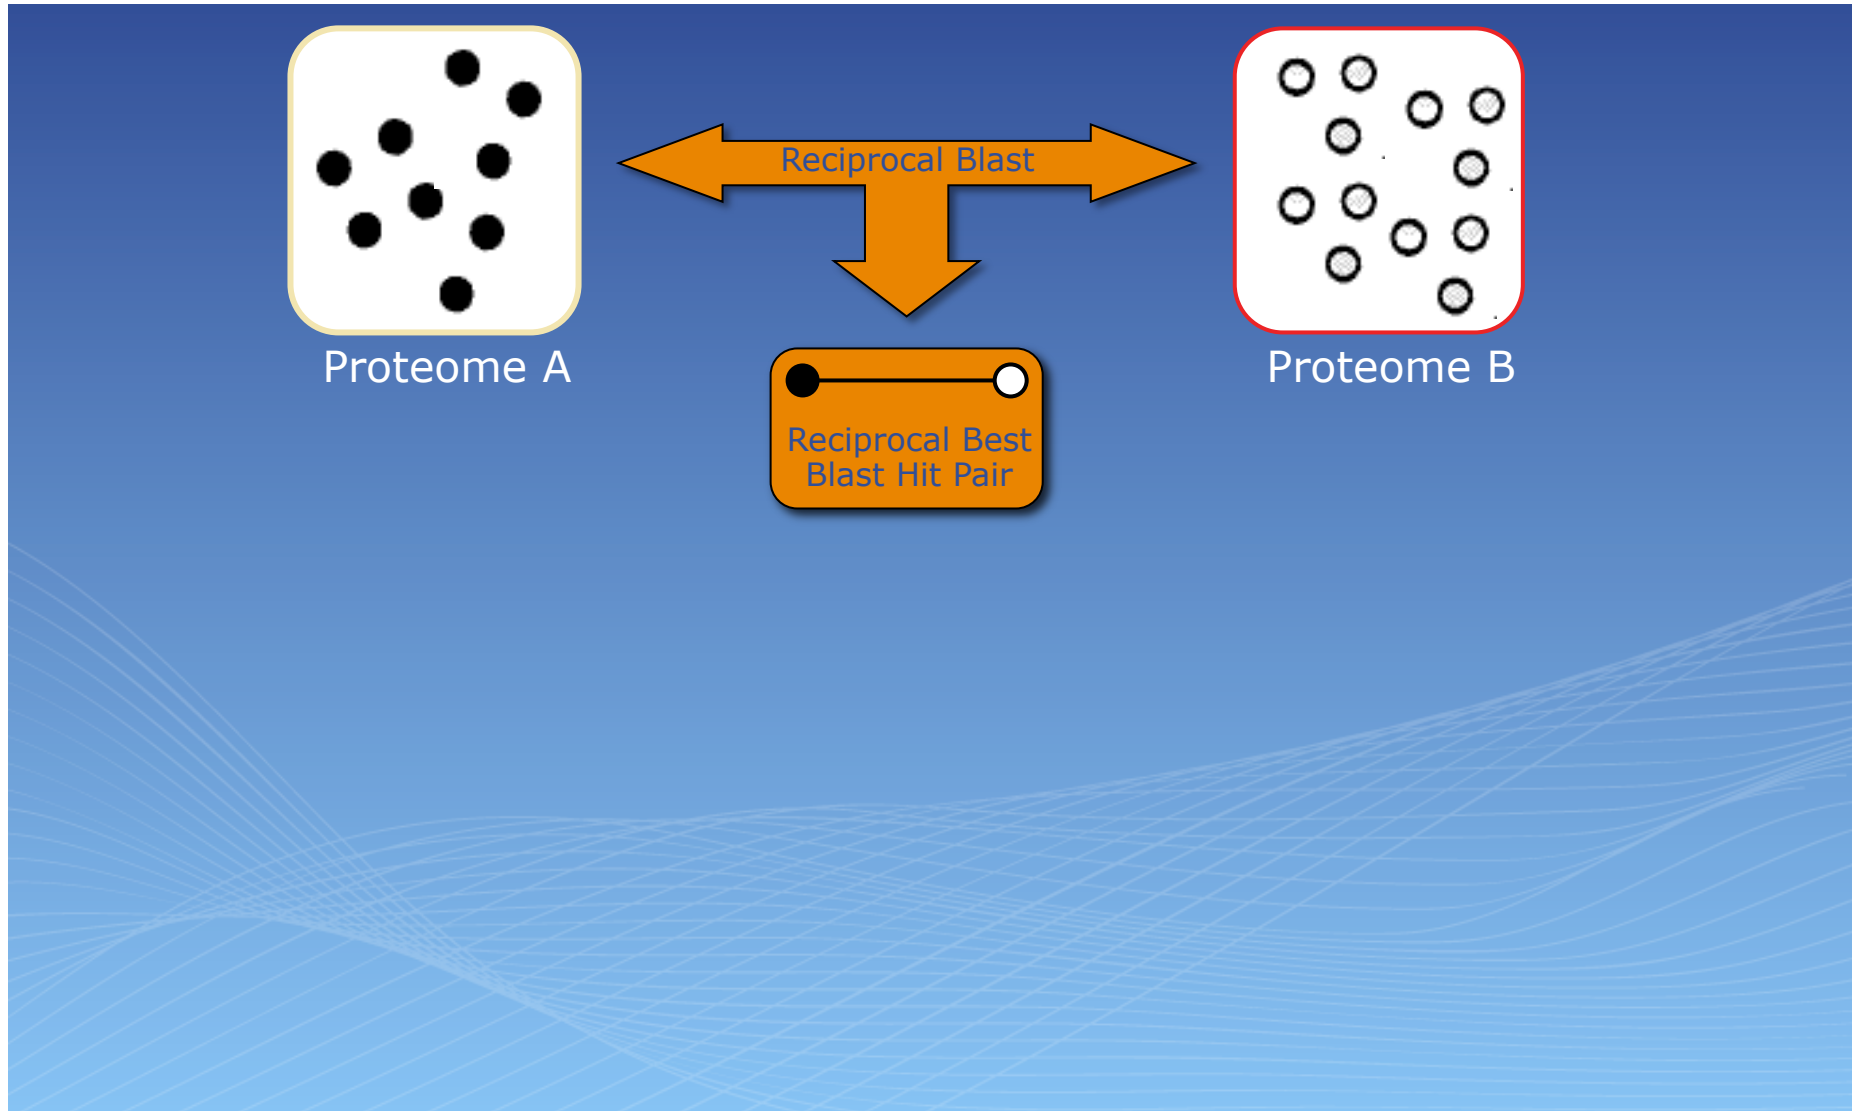 Reciprocal Blast
Proteome A
Proteome B
Reciprocal Best
Blast Hit Pair